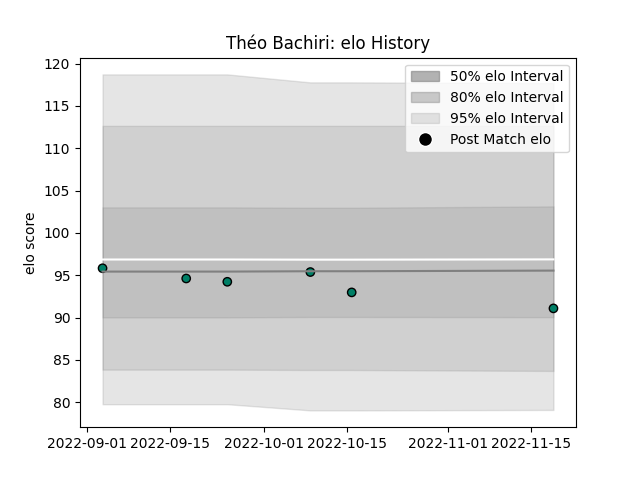 Théo Bachiri: elo History
120
115
110
105
100
95
90
85
80
elo score
50% elo Interval
80% elo Interval
95% elo Interval
Post Match elo
2022-09-01 2022-09-15 2022-10-01 2022-10-15 2022-11-01 2022-11-15